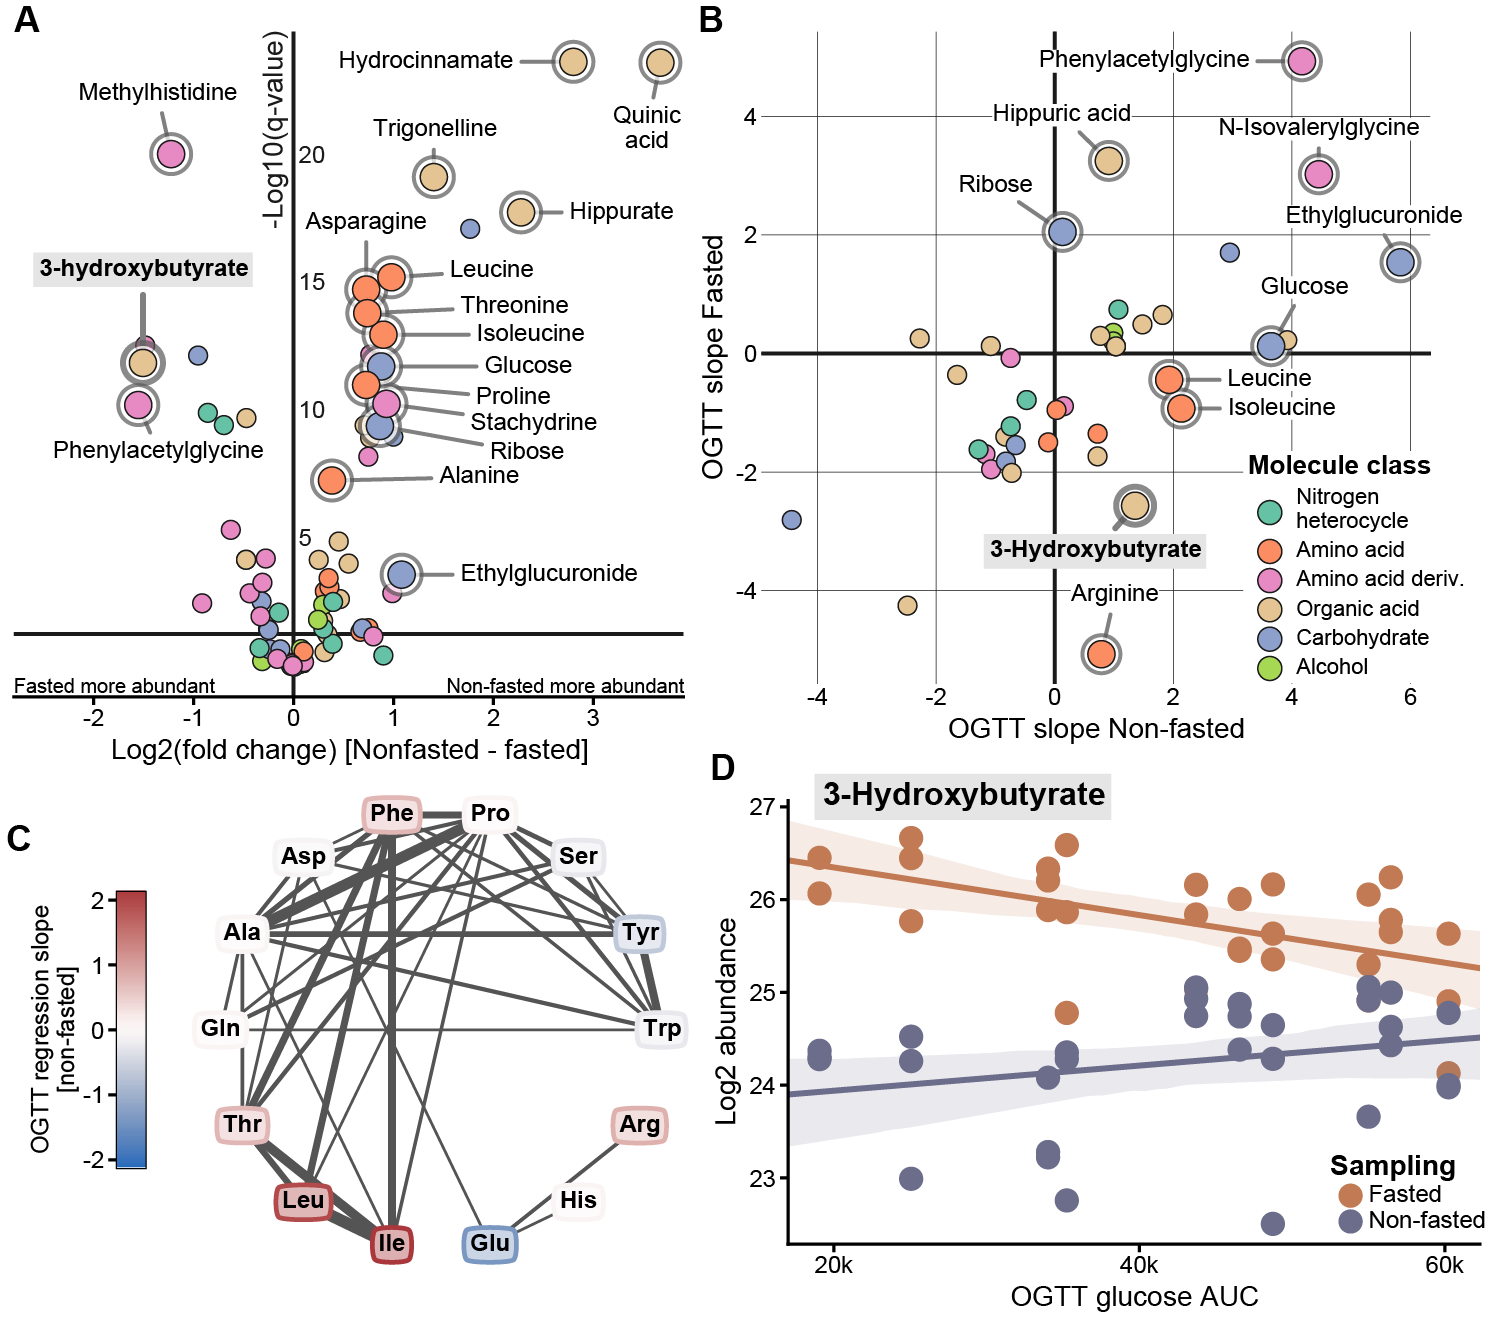 A
-Log10(q-value)
Hydrocinnamate
Quinic
acid
Methylhistidine
Trigonelline
20
Hippurate
Asparagine
3-hydroxybutyrate
Leucine
15
Threonine
Isoleucine
Glucose
Proline
10
Stachydrine
Phenylacetylglycine
Ribose
Alanine
5
Ethylglucuronide
Fasted more abundant
Non-fasted more abundant
-2
-1
0
1
2
3
Log2(fold change) [Nonfasted - fasted]
B
OGTT slope Fasted
Phenylacetylglycine
4
Hippuric acid
N-Isovalerylglycine
Ribose
Ethylglucuronide
2
Glucose
0
Leucine
Isoleucine
-2
3-Hydroxybutyrate
-4
Arginine
Molecule class
Nitrogen
heterocycle
Amino acid
Amino acid deriv.
Organic acid
Carbohydrate
Alcohol
-4
-2
0
2
4
6
OGTT slope Non-fasted
C
OGTT regression slope
[non-fasted]
2
1
0
-1
-2
Phe
Pro
Asp
Ser
Ala
Tyr
Gln
Trp
Thr
Arg
Leu
His
Ile
Glu
D
3-Hydroxybutyrate
Log2 abundance
27
26
25
24
23
Sampling
Fasted
Non-fasted
20k
40k
60k
OGTT glucose AUC